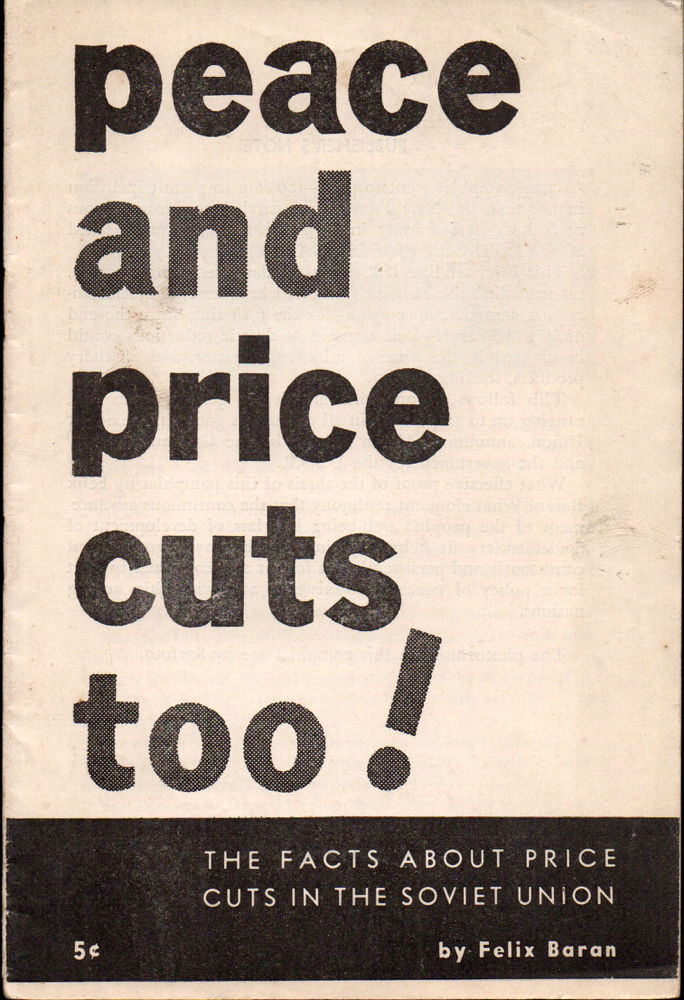 peace
and
price
cuts
too!
THE FACTS ABOUT PRICE
CUTS IN THE SOVIET UNiON
5¢ by Felix Baran